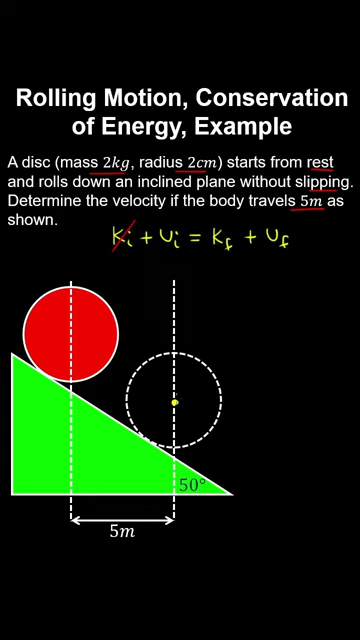 Rolling Motion, Conservation
of Energy, Example
A disc (mass 2kg, radius 2cm) starts from rest
and rolls down an inclined plane without slipping.
Determine the velocity if the body travels 5m as
shown.
Ki + Ui = Kf + Uf
50°
5m